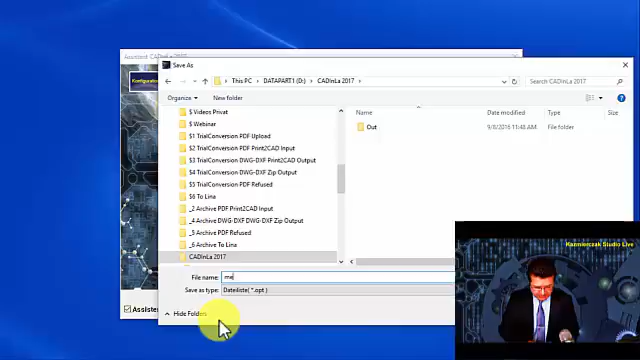 Assistent CADinLa 2017
Save As
This PC > DATAPART1 (D:) > CADInLa 2017 >
Search CADInLa 2017
Organize
New folder
?
Konfigurator
$ Videos Privat
$ Webinar
$1 TrialConversion PDF Upload
$2 TrialConversion PDF Print2CAD Input
$3 TrialConversion DWG-DXF Print2CAD Output
$4 TrialConversion DWG-DXF Zip Output
$5 TrialConversion PDF Refused
$6 To Lina
_2 Archive PDF Print2CAD Input
_4 Archive DWG-DXF DWG-DXF Zip Output
_5 Archive PDF Refused
_6 Archive To Lina
CADInLa 2017
Name
Date modified
Type
Size
Out
9/8/2016 11:48 AM
File folder
Kazmierczak Studio Live
File name:
me
Save as type:
Dateiliste( *.opt )
Assiste
Hide Folders